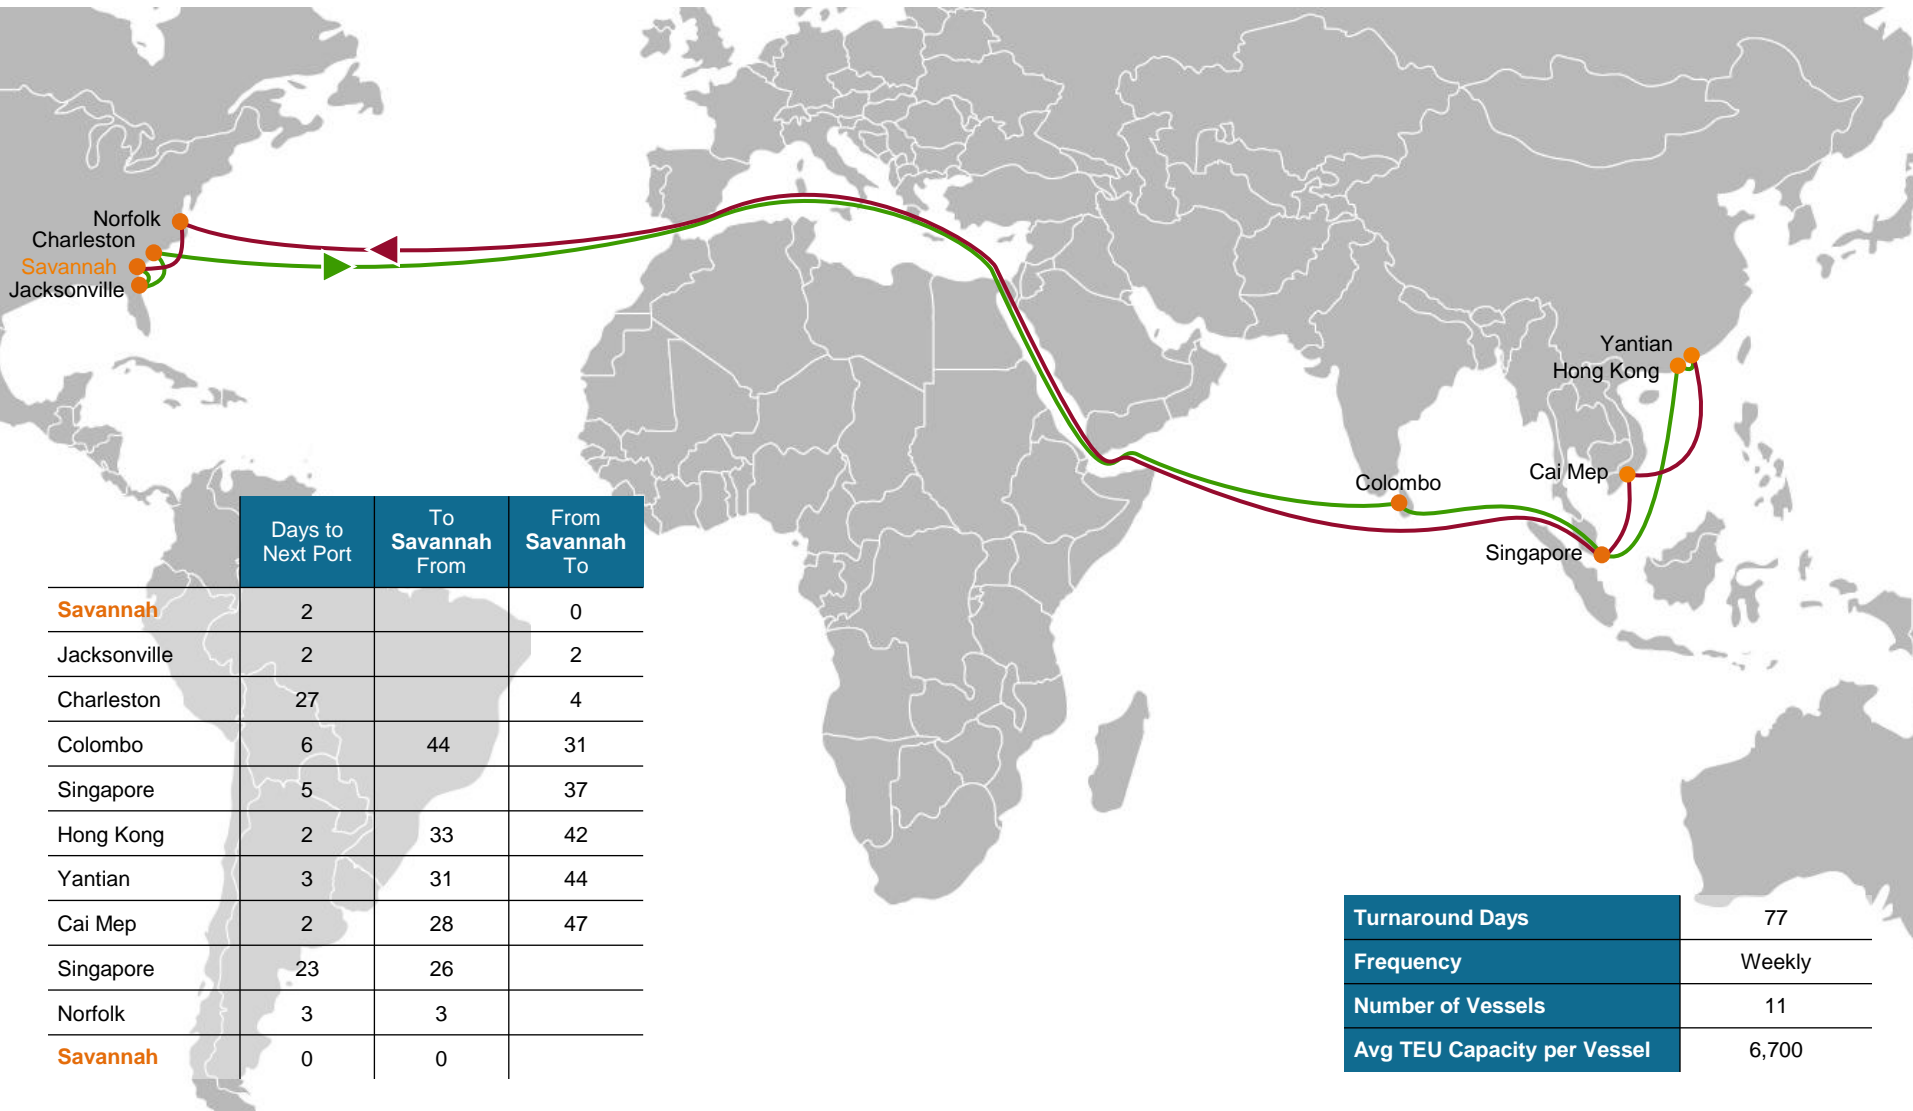 Norfolk
Charleston
Savannah
Jacksonville
Yantian
Hong Kong
Cai Mep
Colombo
Singapore
Days to
Next Port
To
Savannah
From
From
Savannah
To
Savannah 2 0
Jacksonville 2 2
Charleston 27 4
Colombo 6 44 31
Singapore 5 37
Hong Kong 2 33 42
Yantian 3 31 44
Cai Mep 2 28 47
Singapore 23 26
Norfolk 3 3
Savannah 0 0
Turnaround Days 77
Frequency Weekly
Number of Vessels 11
Avg TEU Capacity per Vessel 6,700